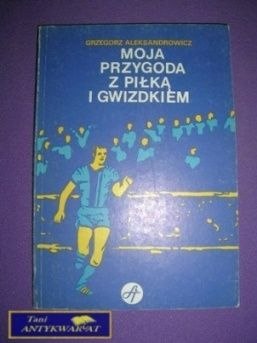 GRZEGORZ ALEKSANDROWICZ
MOJA
PRZYGODA
Z PIŁKĄ
I GWIZDKIEM
Tani
ANTYKWARIAT